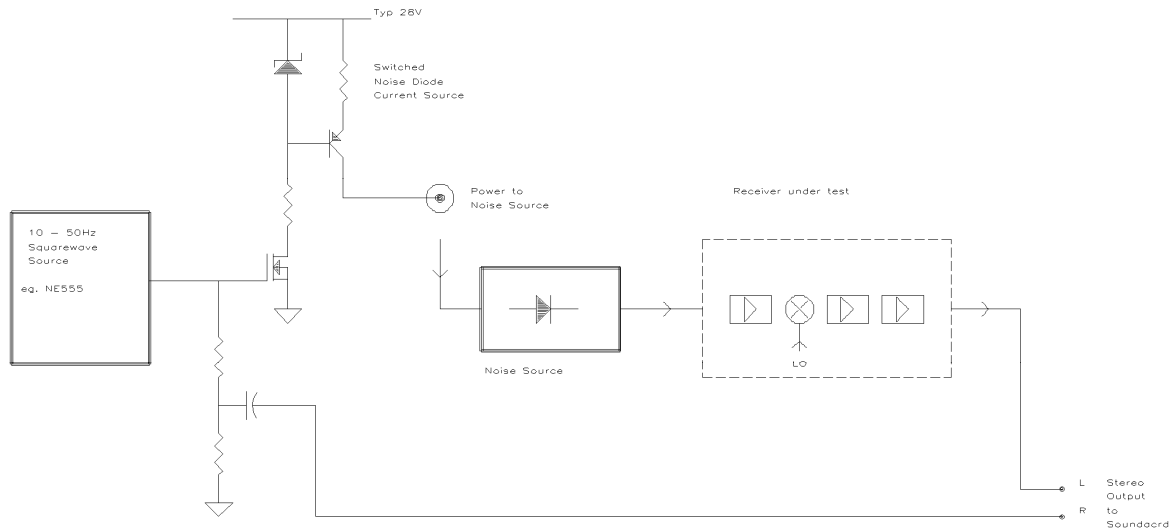 Typ 28V
Switched
Noise Diode
Current Source
Power to
Noise Source
Receiver under test
10 - 50Hz
Squarewave
Source
eg. NE555
LO
Noise Source
L Stereo
Output
R to
Soundacrd